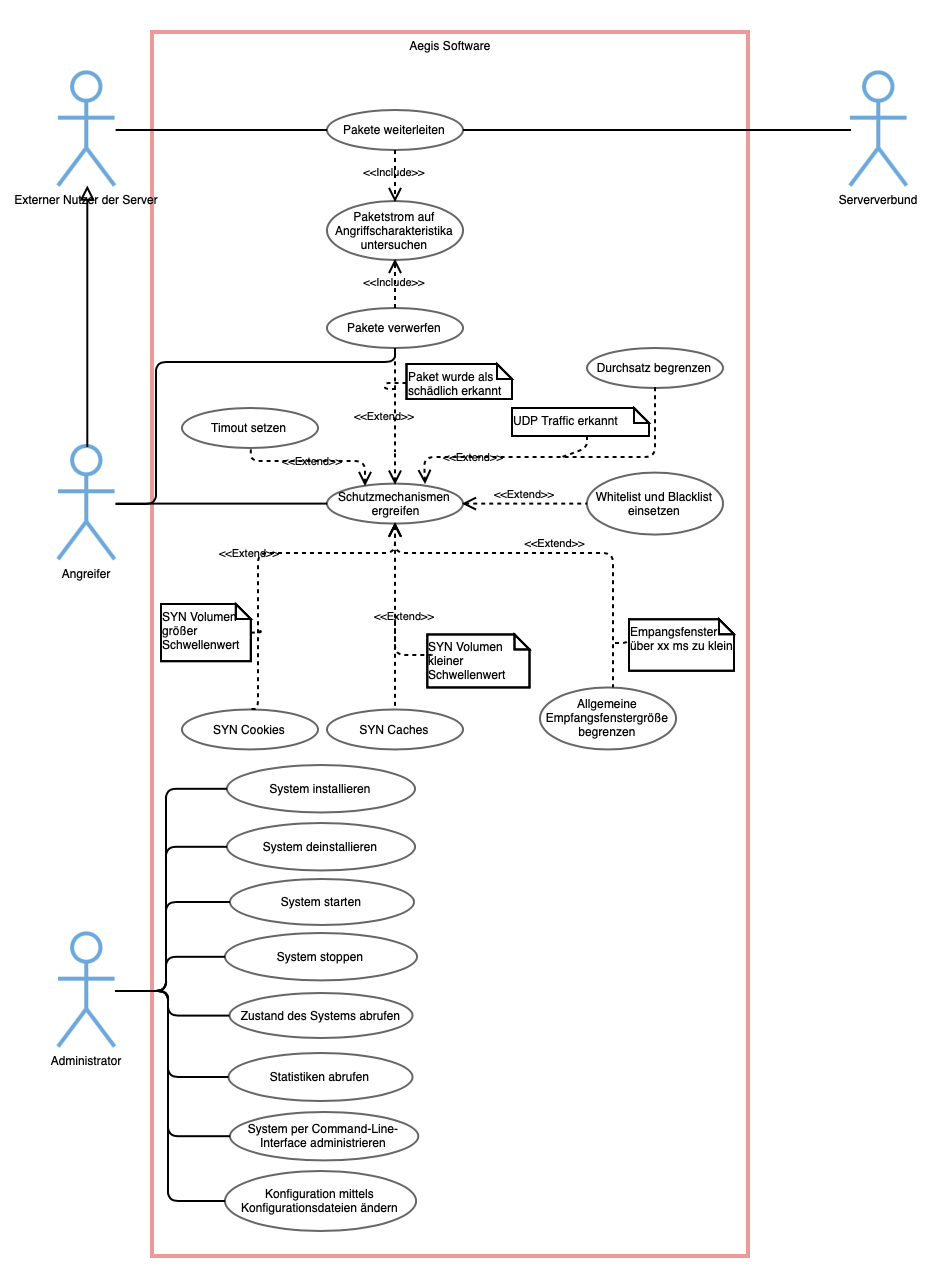 Aegis Software
Pakete weiterleiten
<<Include>>
Externer Nutzer der Server
Serververbund
Paketstrom auf
Angriffscharakteristika
untersuchen
<<Include>>
Pakete verwerfen
Paket wurde als
schädlich erkannt
Durchsatz begrenzen
<<Extend>>
UDP Traffic erkannt
Timout setzen
<<Extend>>
<<Extend>>
Schutzmechanismen
ergreifen
<<Extend>>
Whitelist und Blacklist
einsetzen
Angreifer
<<Extend>>
<<Extend>>
<<Extend>>
SYN Volumen
größer
Schwellenwert
SYN Volumen
kleiner
Schwellenwert
Empangsfenster
über xx ms zu klein
SYN Cookies
SYN Caches
Allgemeine
Empfangsfenstergröße
begrenzen
System installieren
System deinstallieren
System starten
System stoppen
Zustand des Systems abrufen
Administrator
Statistiken abrufen
System per Command-Line-
Interface administrieren
Konfiguration mittels
Konfigurationsdateien ändern